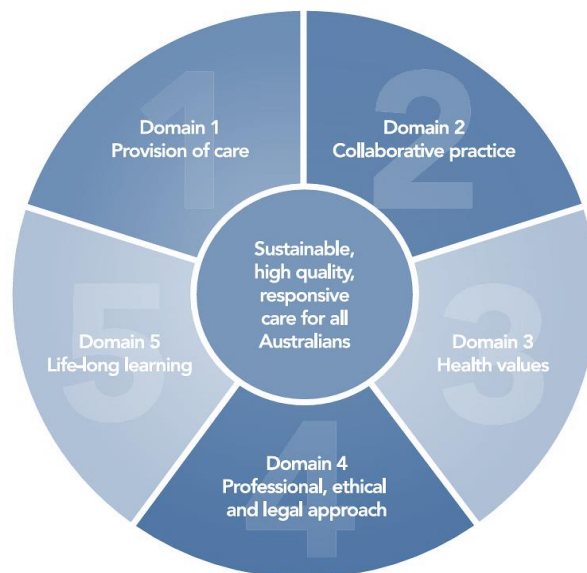 1
Domain 1
Provision of care
2
Domain 2
Collaborative practice
Sustainable,
high quality,
responsive
care for all
Australians
3
Domain 3
Health values
4
Domain 4
Professional, ethical
and legal approach
5
Domain 5
Life-long learning